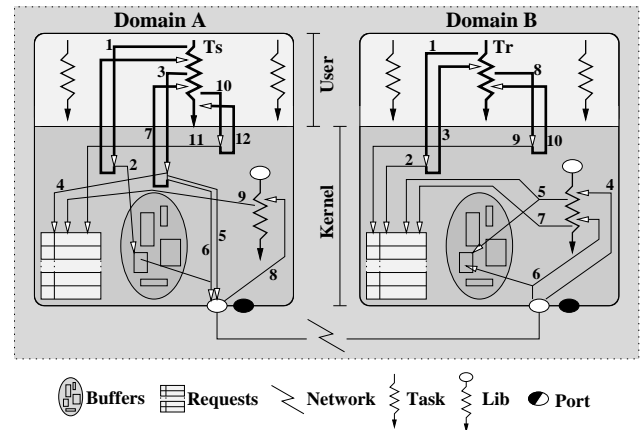 Domain A
Domain B
1
Ts
3
10
7
11
12
2
4
9
6
5
8
User
Kernel
1
Tr
8
3
9
10
2
5
4
7
6
Buffers
Requests
Network
Task
Lib
Port